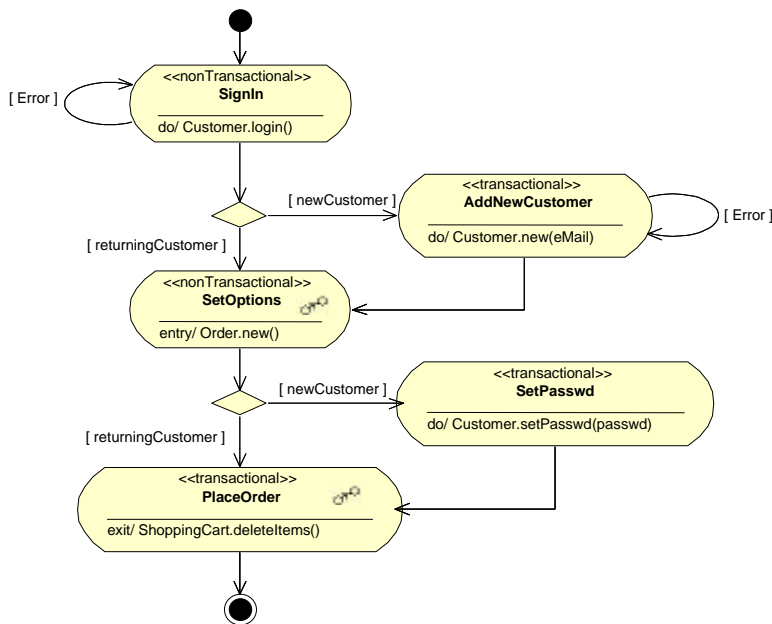 <<nonTransactional>>
SignIn
[ Error ]
do/ Customer.login()
<<transactional>>
[ newCustomer ]
AddNewCustomer
[ Error ]
do/ Customer.new(eMail)
[ returningCustomer ]
<<nonTransactional>>
SetOptions
entry/ Order.new()
<<transactional>>
[ newCustomer ]
SetPasswd
do/ Customer.setPasswd(passwd)
[ returningCustomer ]
<<transactional>>
PlaceOrder
exit/ ShoppingCart.deleteItems()